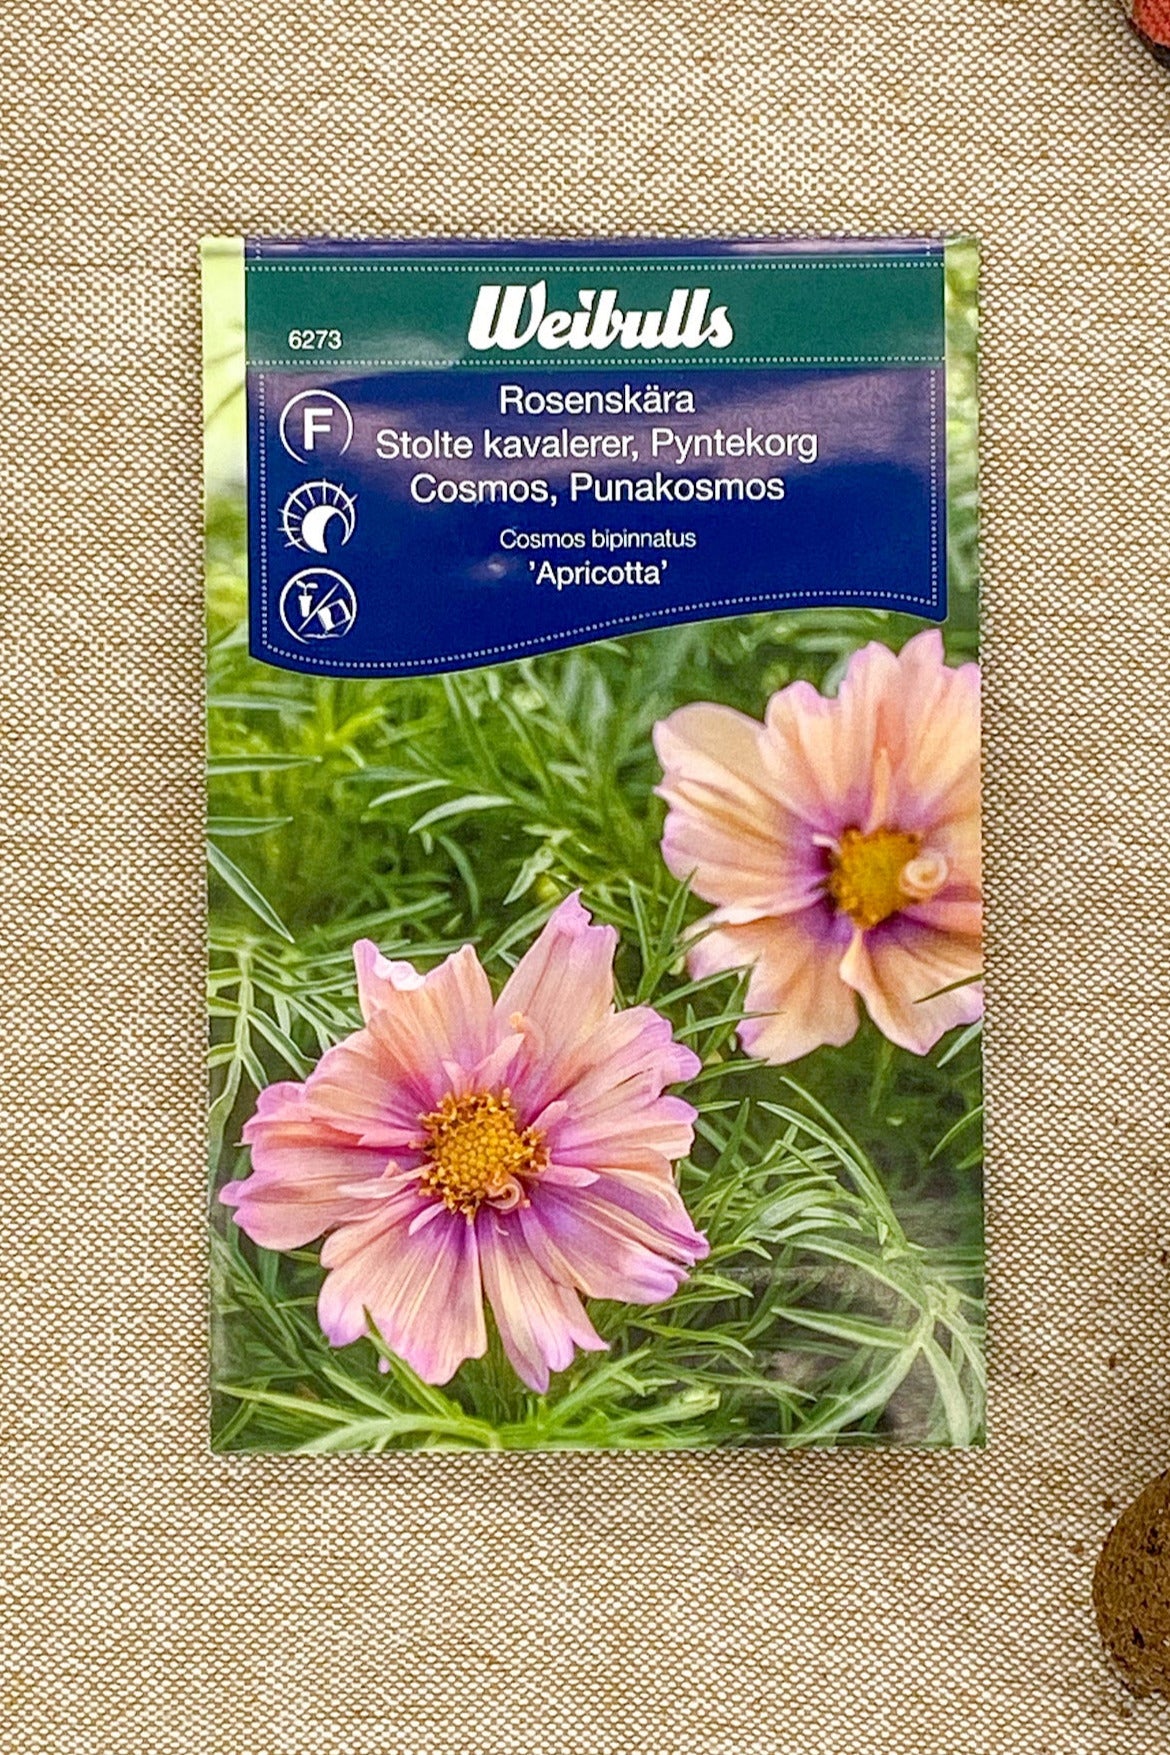 Weibulls
6273
F
Rosenskära
Stolte kavalerer, Pyntekorg
Cosmos, Punakosmos
Cosmos bipinnatus
’Apricotta’